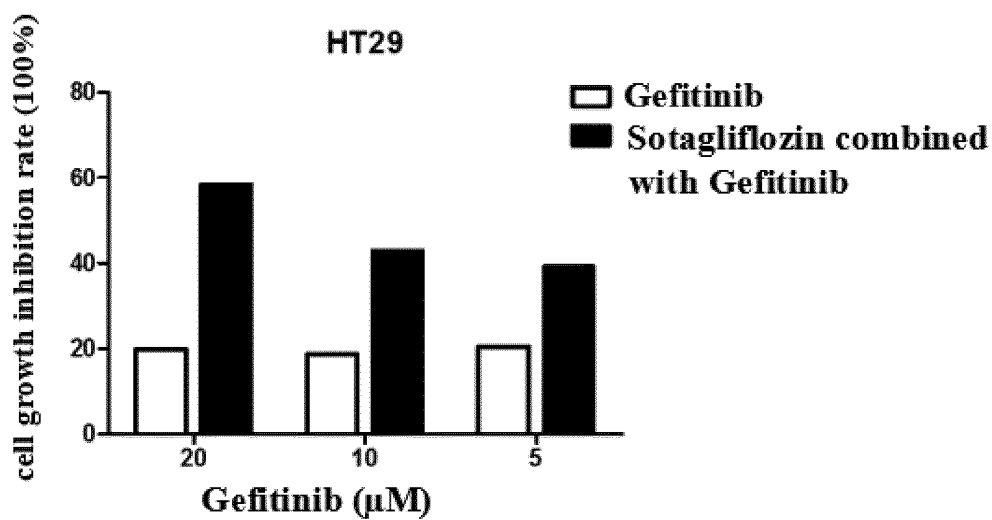 HT29
cell growth inhibition rate (100%)
80
60
40
20
0
20
10
5
Gefitinib (µM)
Gefitinib
Sotagliflozin combined
with Gefitinib